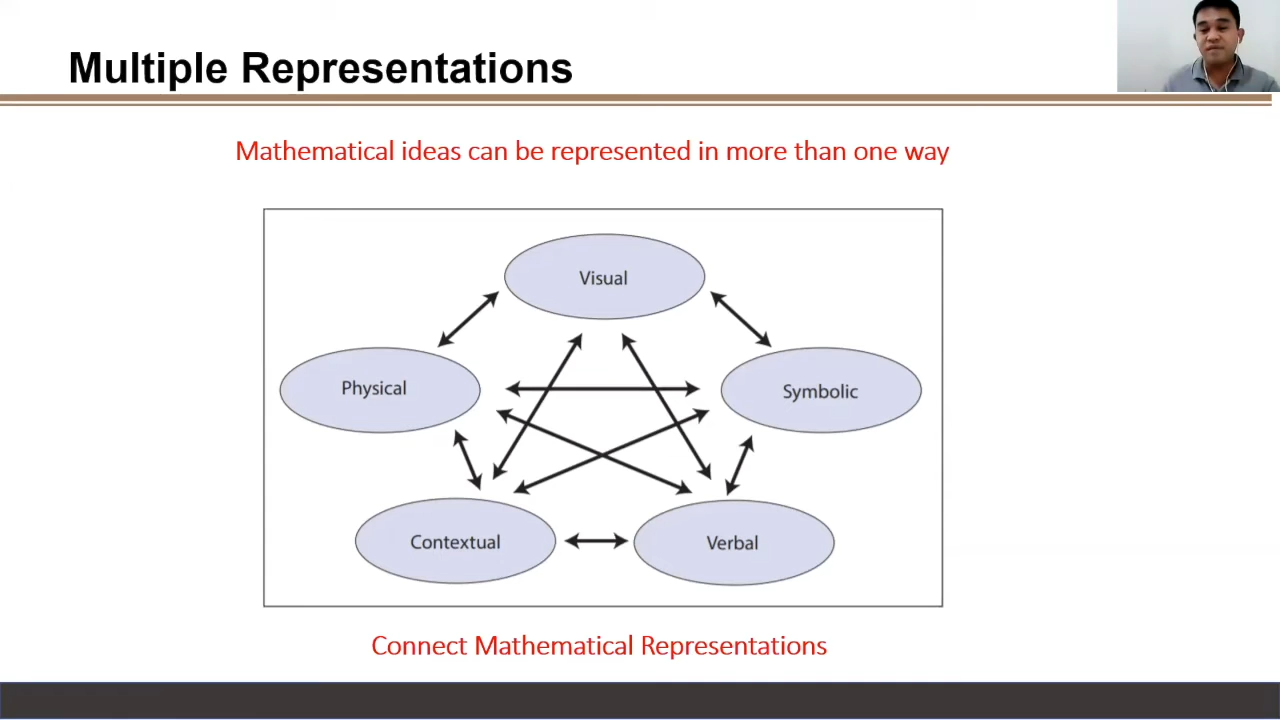 Multiple Representations
Mathematical ideas can be represented in more than one way
Visual
Physical
Symbolic
Contextual
Verbal
Connect Mathematical Representations